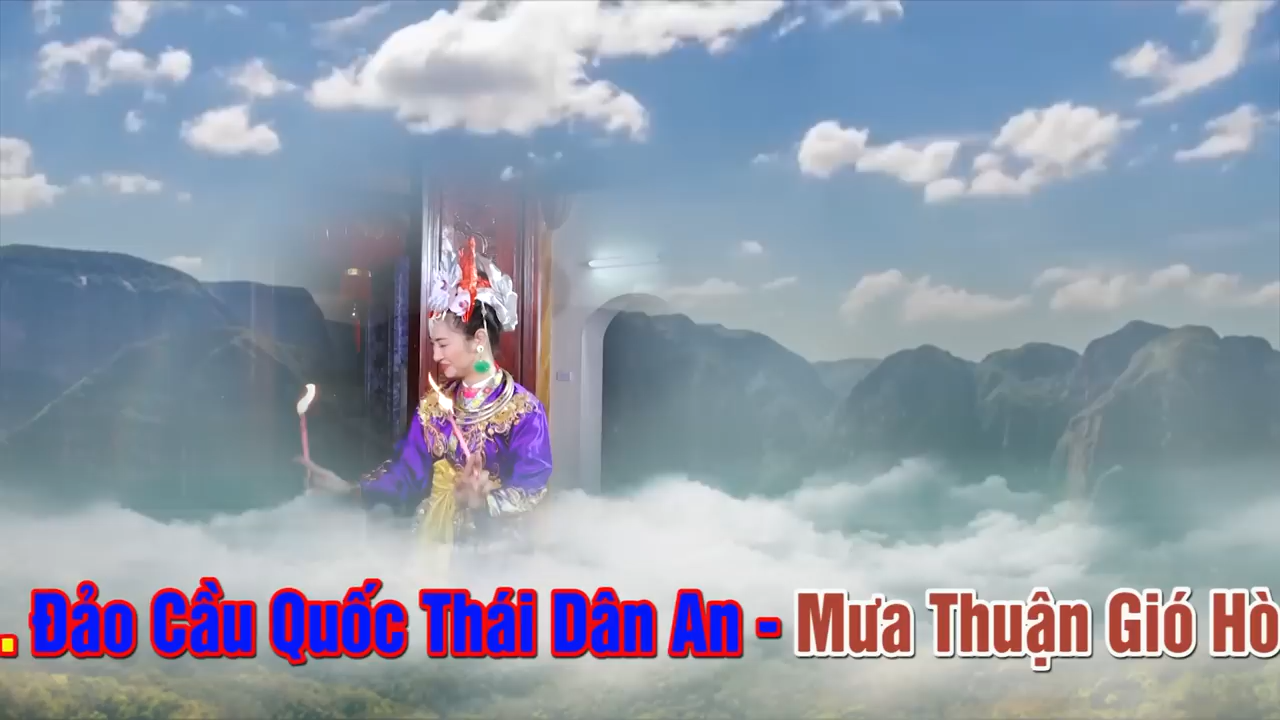 . Đảo Cầu Quốc Thái Dân An - Mưa Thuận Gió Hò